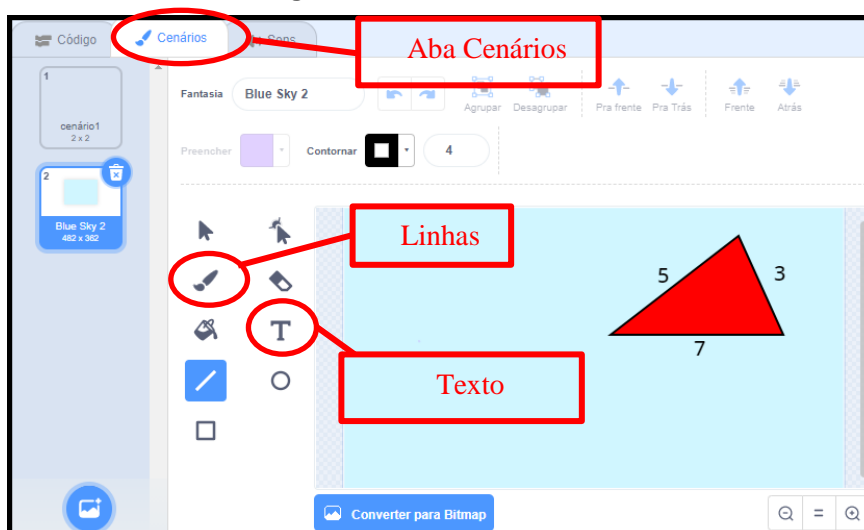 Código
Cenários
Sons
Aba Cenários
1
cenário1
2 x 2
2
Blue Sky 2
482 x 362
Fantasia
Blue Sky 2
Agrupar
Desagrupar
Pra frente
Pra Trás
Frente
Atrás
Preencher
Contornar
4
Linhas
T
Texto
5
3
7
Converter para Bitmap
=